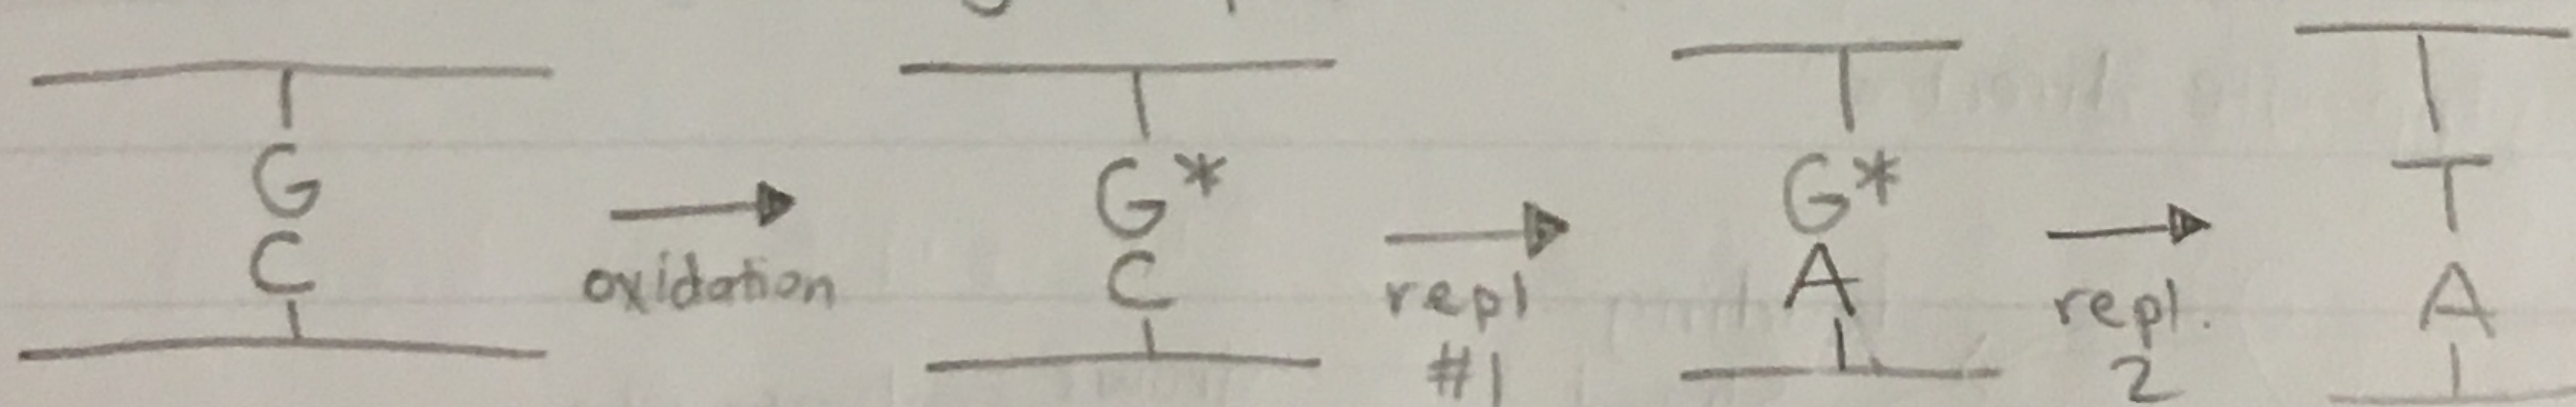 G G* G* T
C C A A
oxidation repl repl.
#1 2